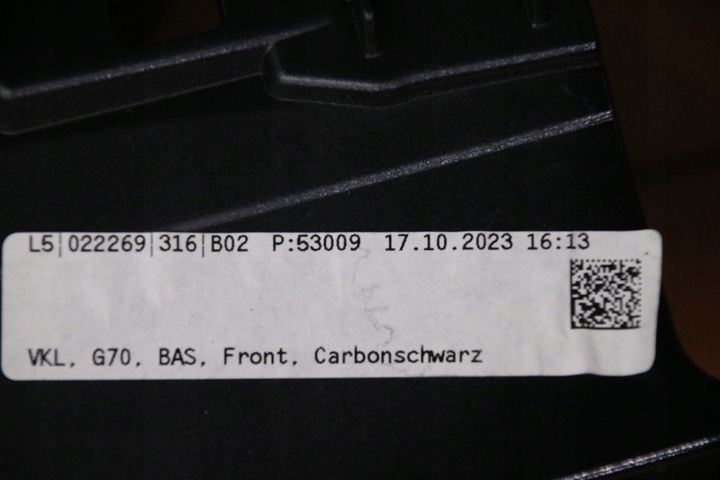 L5|022269|316|B02 P:53009 17.10.2023 16:13
VKL, G70, BAS, Front, Carbonschwarz